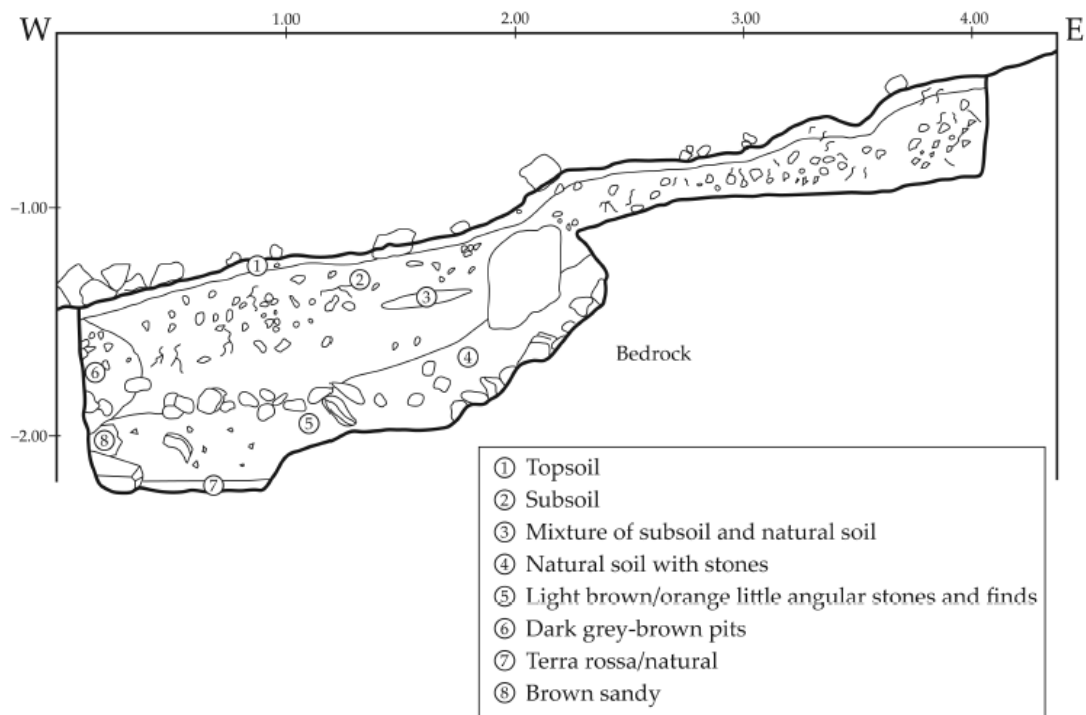 W 1.00 2.00 3.00 4.00 E
–1.00
1
2
3
4
6
Bedrock
5
–2.00
8
7
1 Topsoil
2 Subsoil
3 Mixture of subsoil and natural soil
4 Natural soil with stones
5 Light brown/orange little angular stones and finds
6 Dark grey-brown pits
7 Terra rossa/natural
8 Brown sandy